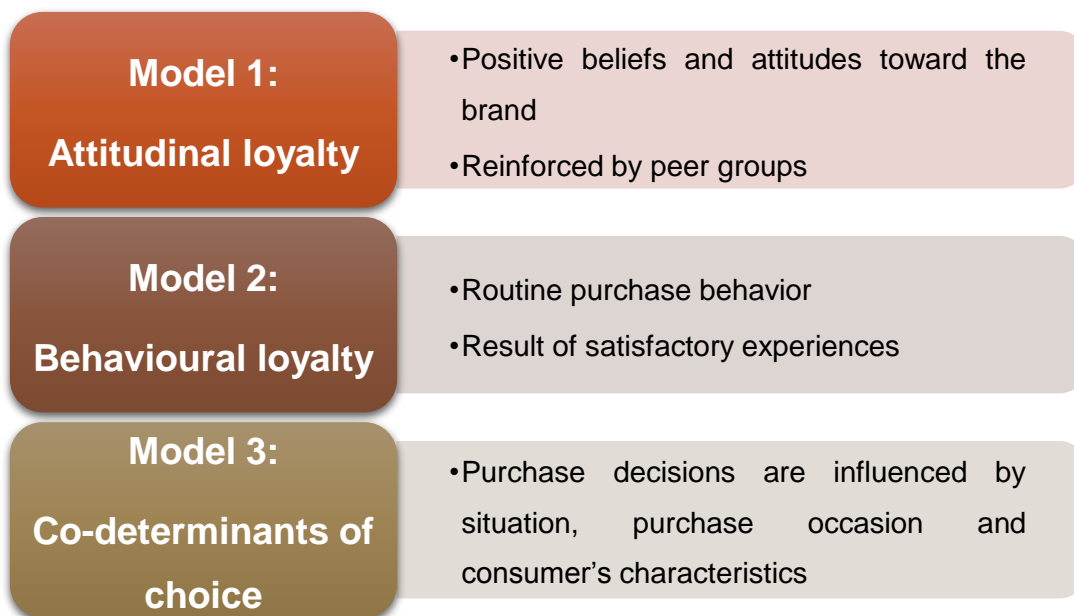 Model 1:
Attitudinal loyalty
•Positive beliefs and attitudes toward the
brand
•Reinforced by peer groups
Model 2:
Behavioural loyalty
•Routine purchase behavior
•Result of satisfactory experiences
Model 3:
Co-determinants of
choice
•Purchase decisions are influenced by
situation, purchase occasion and
consumer’s characteristics